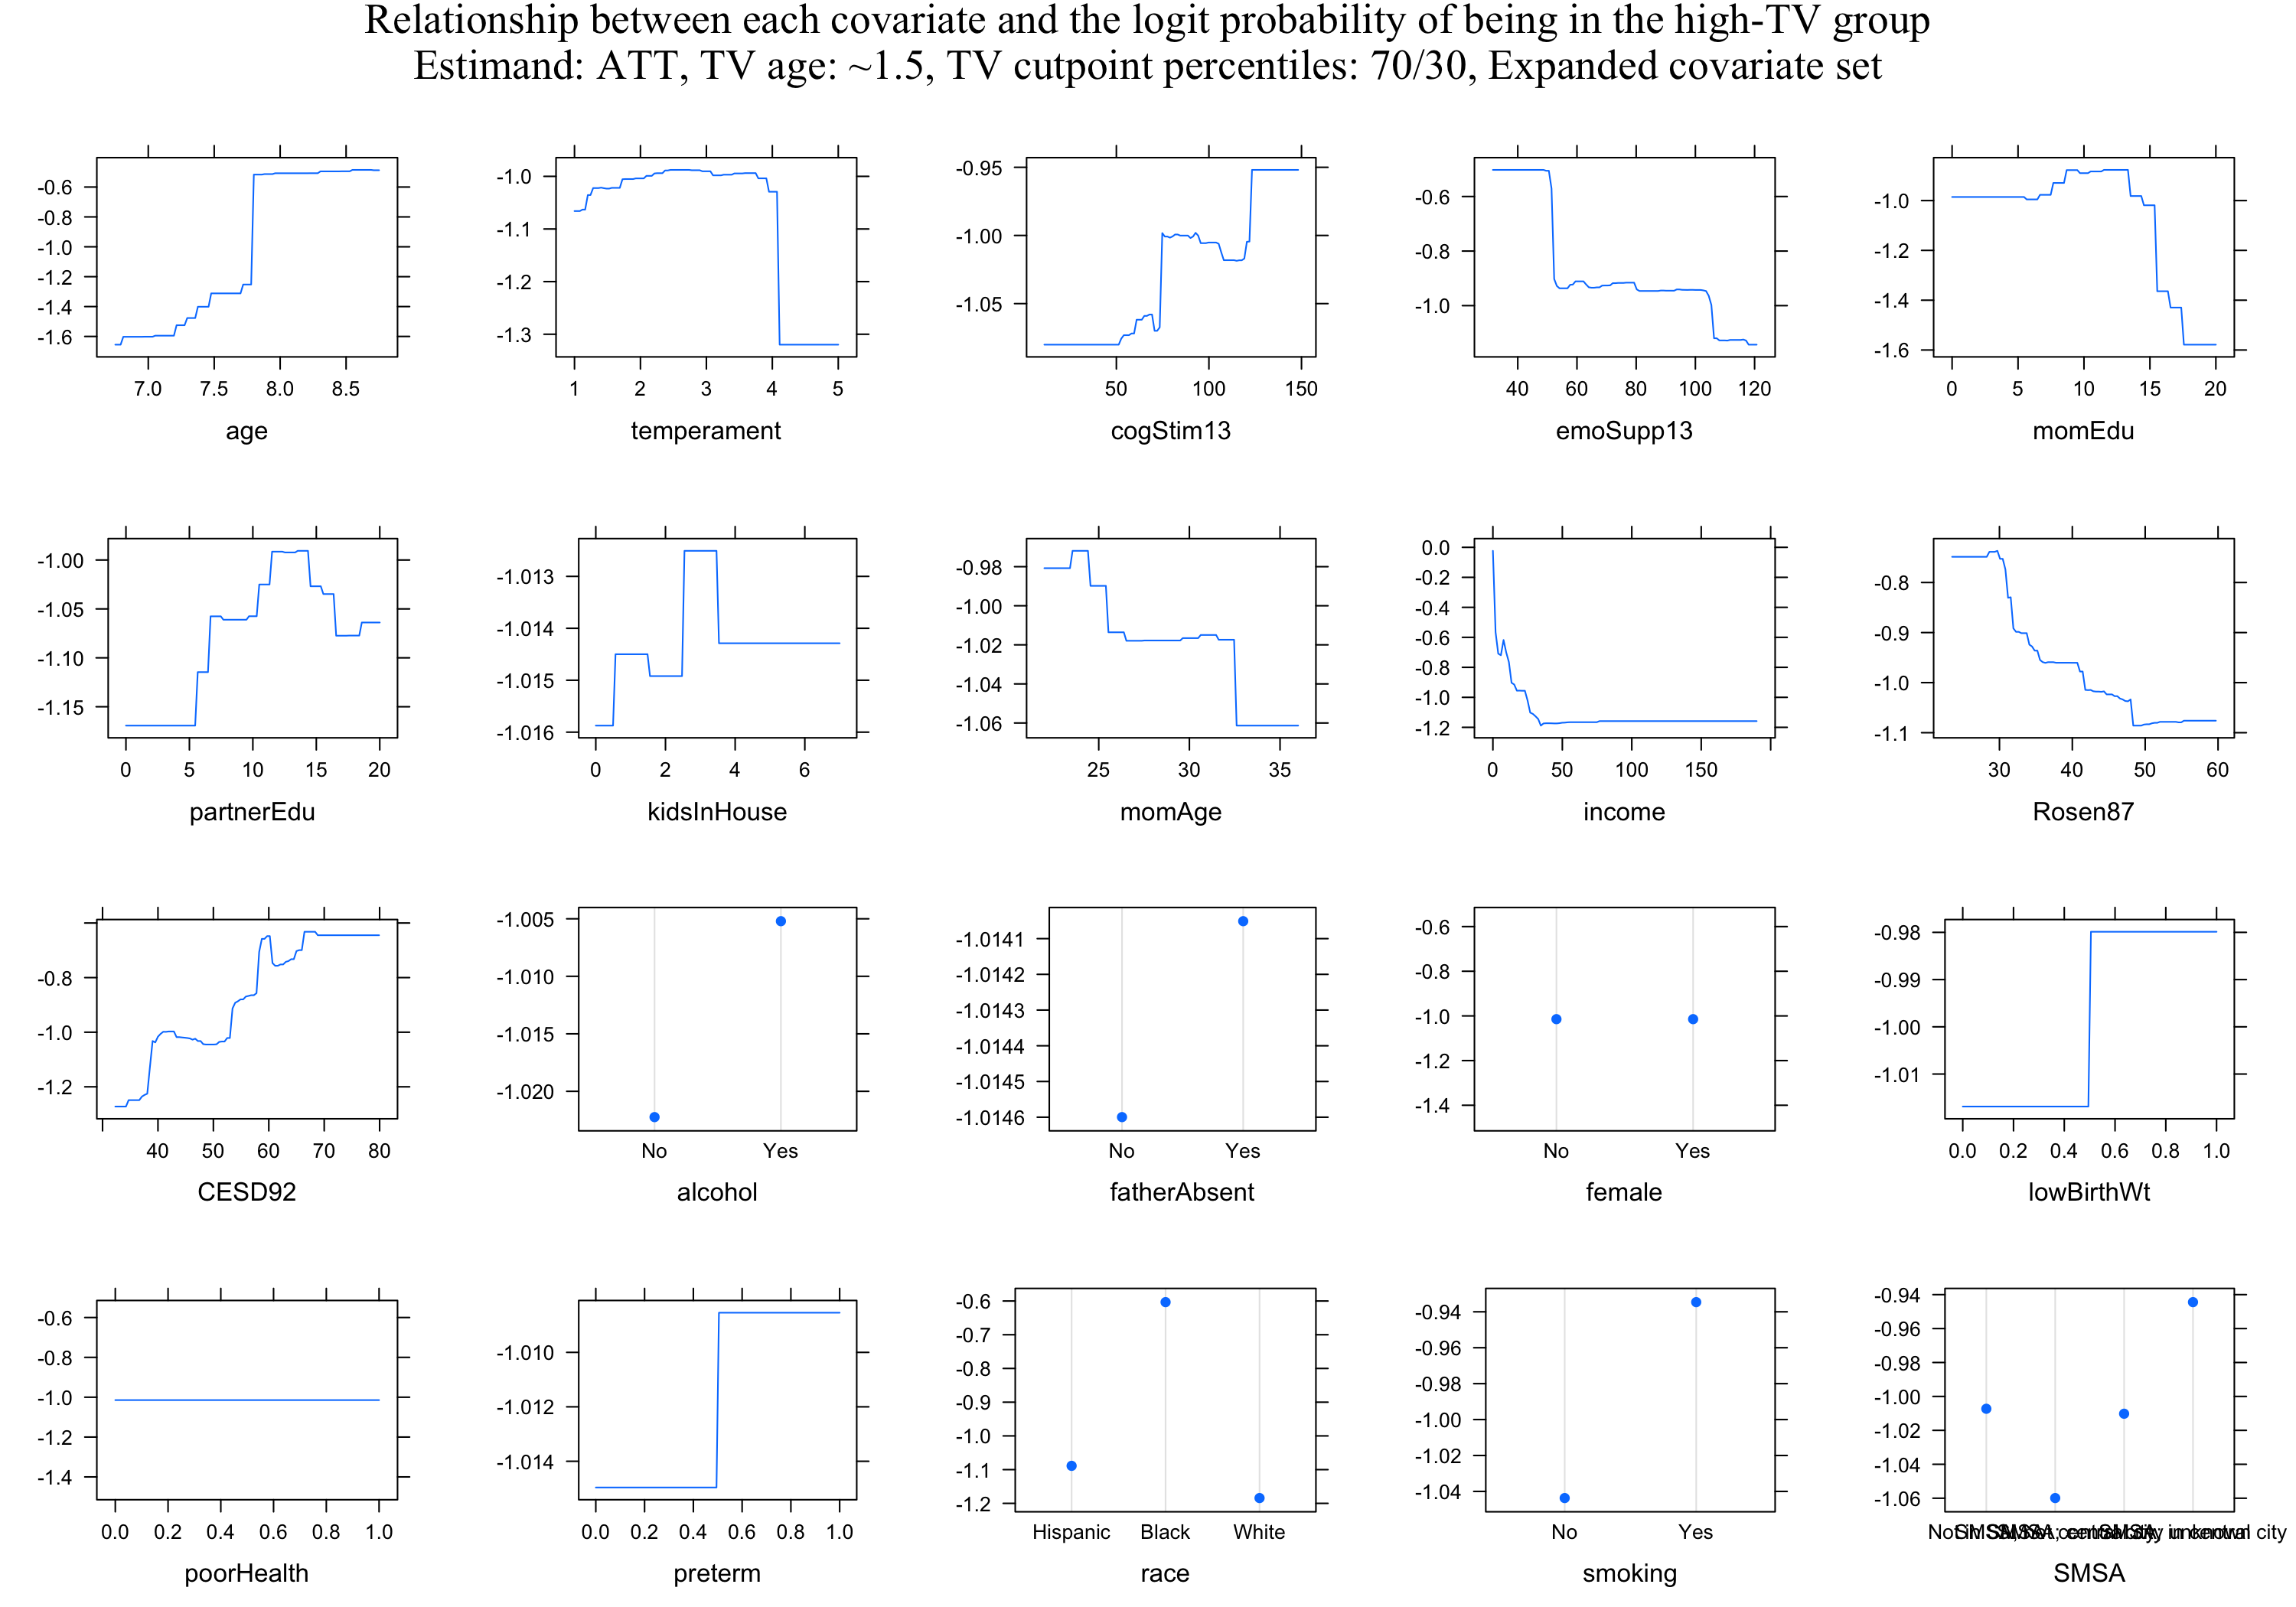 Relationship between each covariate and the logit probability of being in the high-TV group
Estimand: ATT, TV age: ~1.5, TV cutpoint percentiles: 70/30, Expanded covariate set
-0.6
-0.8
-1.0
-1.2
-1.4
-1.6
7.0 7.5 8.0 8.5
age
-1.0
-1.1
-1.2
-1.3
1 2 3 4 5
temperament
-0.95
-1.00
-1.05
50 100 150
cogStim13
-0.6
-0.8
-1.0
40 60 80 100 120
emoSupp13
-1.0
-1.2
-1.4
-1.6
0 5 10 15 20
momEdu
-1.00
-1.05
-1.10
-1.15
0 5 10 15 20
partnerEdu
-1.013
-1.014
-1.015
-1.016
0 2 4 6
kidsInHouse
-0.98
-1.00
-1.02
-1.04
-1.06
25 30 35
momAge
0.0
-0.2
-0.4
-0.6
-0.8
-1.0
-1.2
0 50 100 150
income
-0.8
-0.9
-1.0
-1.1
30 40 50 60
Rosen87
-0.8
-1.0
-1.2
40 50 60 70 80
CESD92
-1.005
-1.010
-1.015
-1.020
No Yes
alcohol
-1.0141
-1.0142
-1.0143
-1.0144
-1.0145
-1.0146
No Yes
fatherAbsent
-0.6
-0.8
-1.0
-1.2
-1.4
No Yes
female
-0.98
-0.99
-1.00
-1.01
0.0 0.2 0.4 0.6 0.8 1.0
lowBirthWt
-0.6
-0.8
-1.0
-1.2
-1.4
0.0 0.2 0.4 0.6 0.8 1.0
poorHealth
-1.010
-1.012
-1.014
0.0 0.2 0.4 0.6 0.8 1.0
preterm
-0.6
-0.7
-0.8
-0.9
-1.0
-1.1
-1.2
Hispanic Black White
race
-0.94
-0.96
-0.98
-1.00
-1.02
-1.04
No Yes
smoking
-0.94
-0.96
-0.98
-1.00
-1.02
-1.04
-1.06
city
SMSA